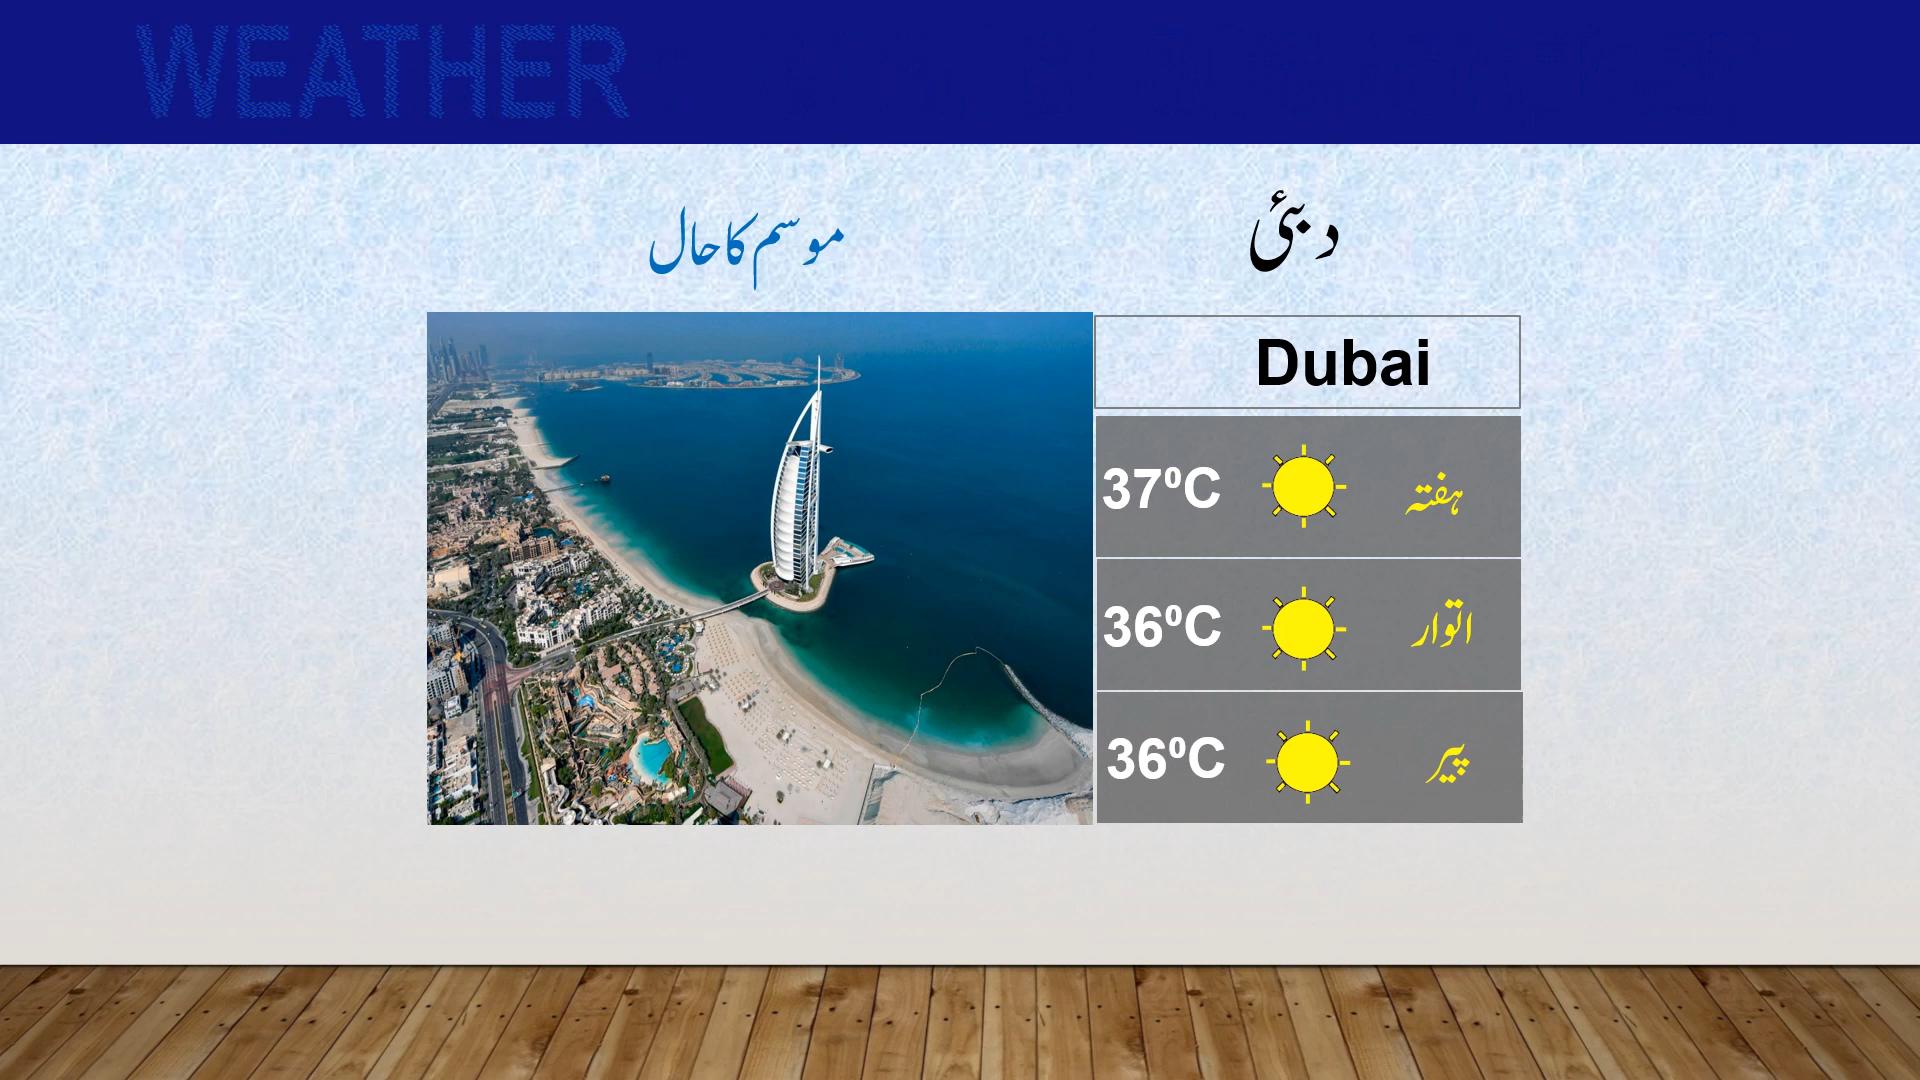 WEATHER
موسم کا حال
دبئی
Dubai
37⁰C ہفتہ
36⁰C اتوار
36⁰C پیر